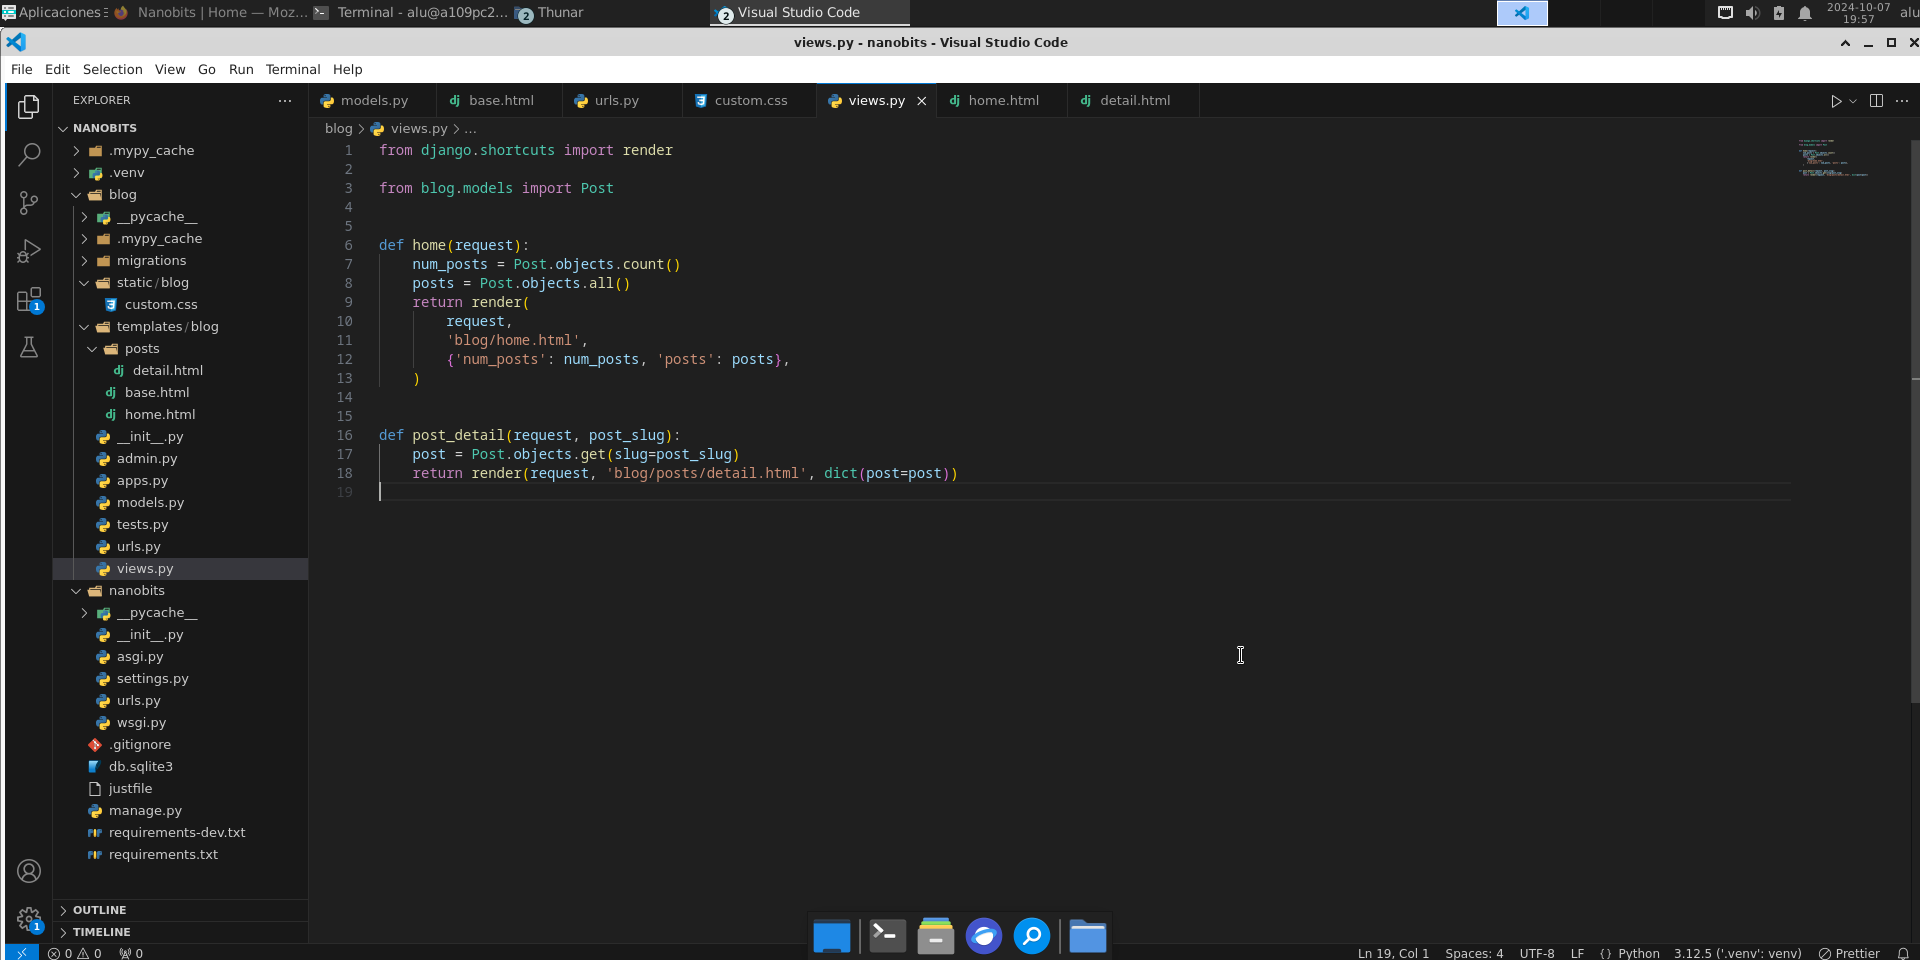 Aplicaciones
Nanobits | Home — Moz...
Terminal - alu@a109pc2...
2 Thunar
2 Visual Studio Code
2024-10-07
19:57
alu
views.py - nanobits - Visual Studio Code
File Edit Selection View Go Run Terminal Help
EXPLORER
models.py base.html urls.py custom.css views.py home.html detail.html
blog > views.py > ...
NANOBITS
.mypy_cache
.venv
blog
__pycache__
.mypy_cache
migrations
static/blog
custom.css
templates/blog
posts
detail.html
base.html
home.html
__init__.py
admin.py
apps.py
models.py
tests.py
urls.py
views.py
nanobits
__pycache__
__init__.py
asgi.py
settings.py
urls.py
wsgi.py
.gitignore
db.sqlite3
justfile
manage.py
requirements-dev.txt
requirements.txt
OUTLINE
TIMELINE
1
1
1 from django.shortcuts import render
2
3 from blog.models import Post
4
5
6 def home(request):
7     num_posts = Post.objects.count()
8     posts = Post.objects.all()
9     return render(
10         request,
11         'blog/home.html',
12         {'num_posts': num_posts, 'posts': posts},
13     )
14
15
16 def post_detail(request, post_slug):
17     post = Post.objects.get(slug=post_slug)
18     return render(request, 'blog/posts/detail.html', dict(post=post))
19
0 0 0
Ln 19, Col 1 Spaces: 4 UTF-8 LF {} Python 3.12.5 ('.venv': venv) Prettier